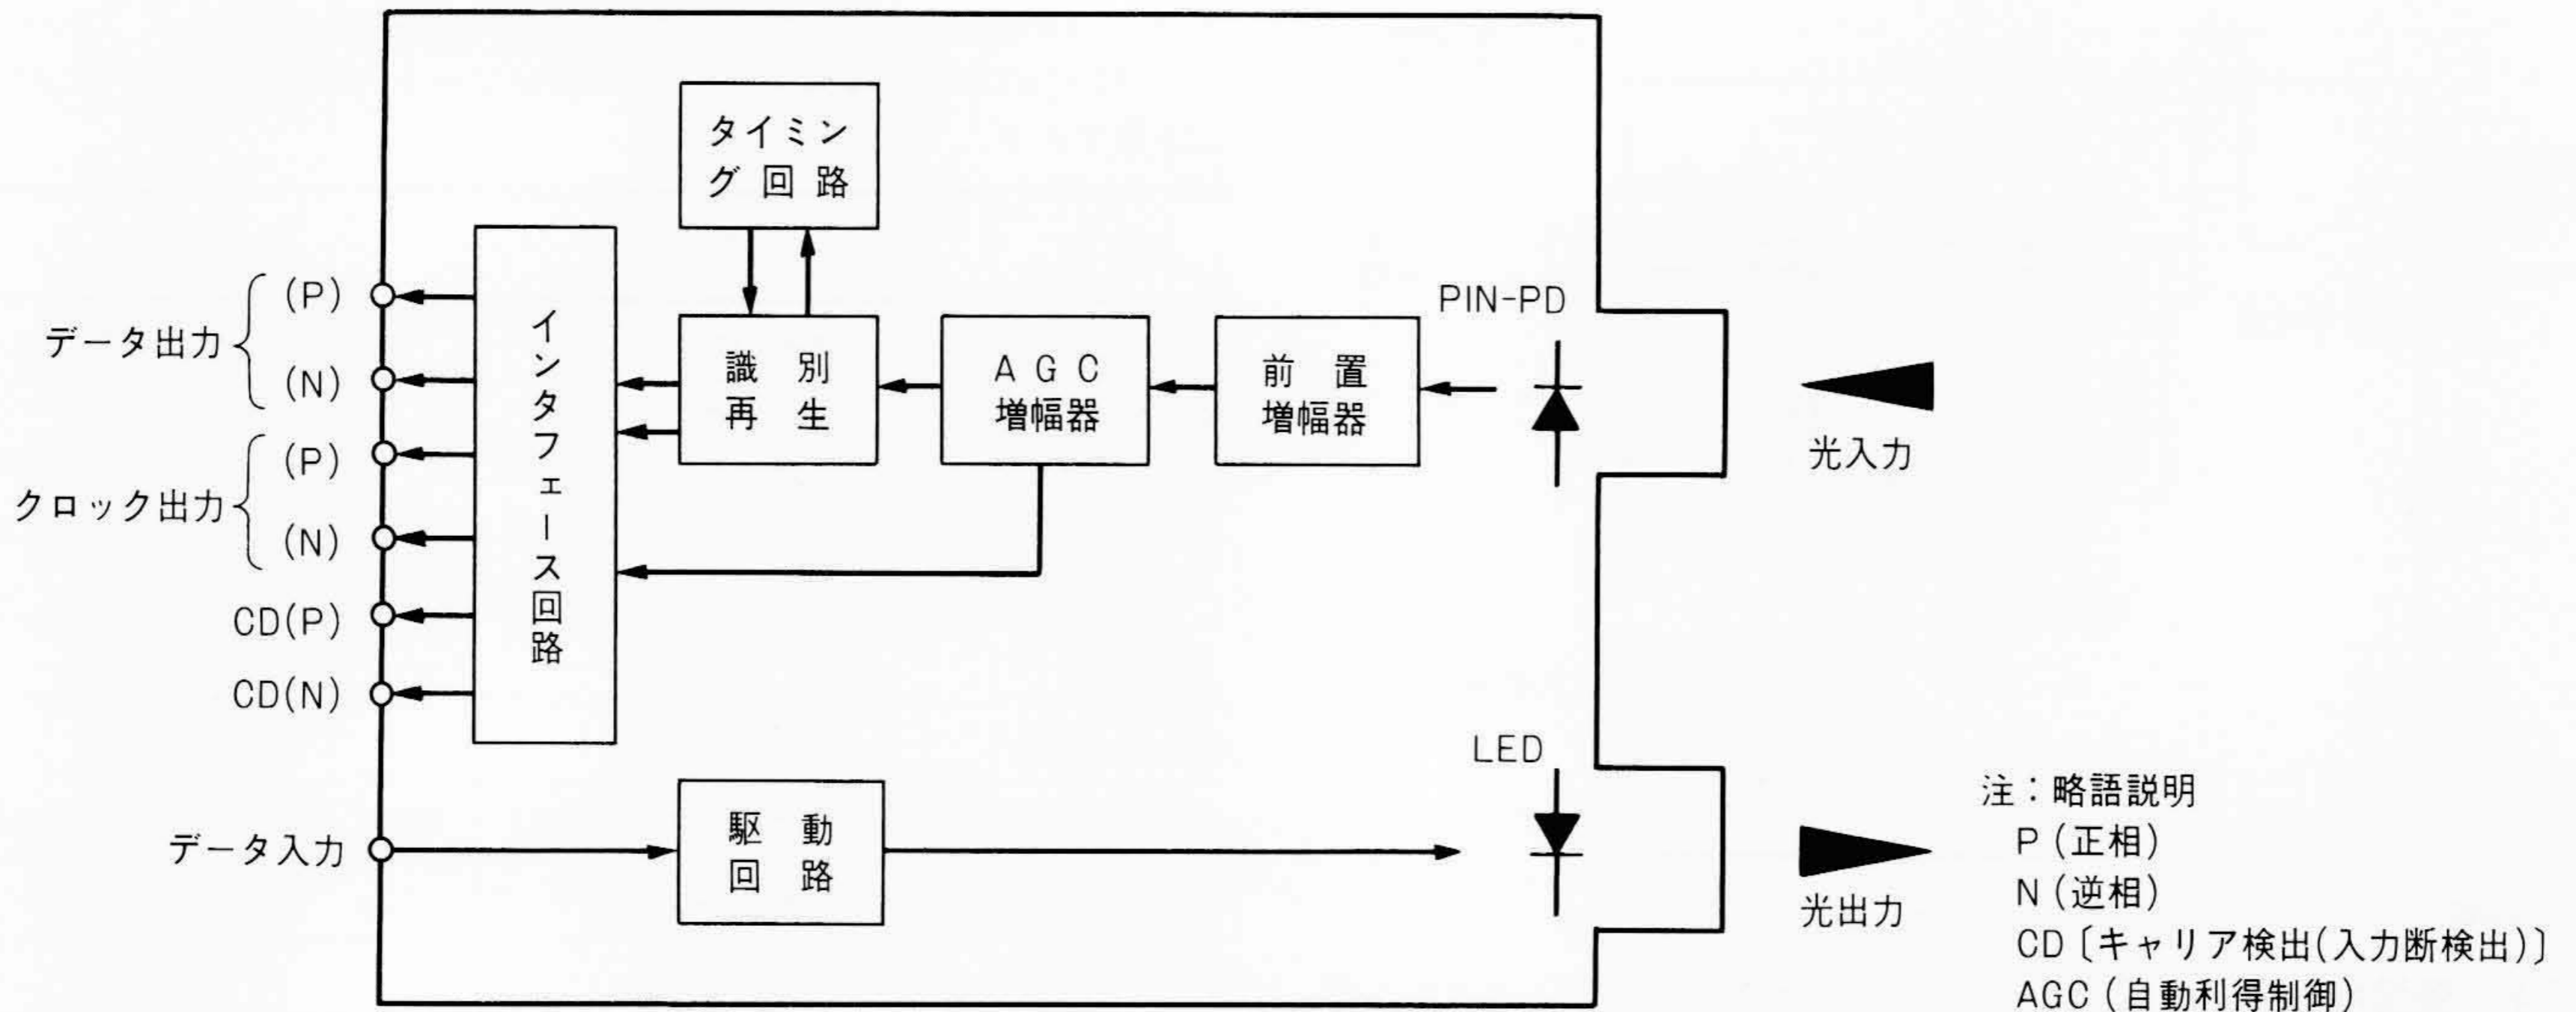 タイミン
グ回路
データ出力
(P)
(N)
クロック出力
(P)
(N)
CD(P)
CD(N)
インタフェース回路
識別
再生
AGC
増幅器
前置
増幅器
PIN-PD
光入力
LED
データ入力
駆動
回路
光出力
注：略語説明
P（正相）
N（逆相）
CD〔キャリア検出(入力断検出)〕
AGC（自動利得制御）